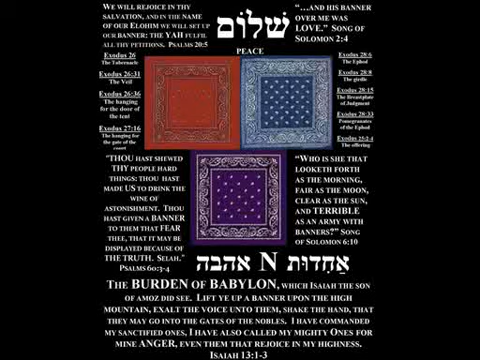 WE WILL REJOICE IN THY
SALVATION, AND IN THE NAME
OF OUR ELOHIM WE WILL SET UP
OUR BANNER: THE YAH FULFIL
ALL THY PETITIONS. PSALMS 20:5
שׁלום
PEACE
“...AND HIS BANNER
OVER ME WAS
LOVE.” SONG OF
SOLOMON 2:4
Exodus 26
The Tabernacle
Exodus 26:31
The Veil
Exodus 26:36
The hanging
for the door of
the tent
Exodus 27:16
The hanging for
the gate of the
court
Exodus 28:6
The Ephod
Exodus 28:8
The girdle
Exodus 28:15
The Breastplate
of Judgment
Exodus 28:33
Pomegranates
of the Ephod
Exodus 25:2-4
The offering
"THOU HAST SHEWED
THY PEOPLE HARD
THINGS: THOU HAST
MADE US TO DRINK THE
WINE OF
ASTONISHMENT. THOU
HAST GIVEN A BANNER
TO THEM THAT FEAR
THEE, THAT IT MAY BE
DISPLAYED BECAUSE OF
THE TRUTH. SELAH."
PSALMS 60:3-4
“WHO IS SHE THAT
LOOKETH FORTH
AS THE MORNING,
FAIR AS THE MOON,
CLEAR AS THE SUN,
AND TERRIBLE
AS AN ARMY WITH
BANNERS?” SONG
OF SOLOMON 6:10
אַחְדוּת N אהבה
THE BURDEN OF BABYLON, WHICH ISAIAH THE SON
OF AMOZ DID SEE. LIFT YE UP A BANNER UPON THE HIGH
MOUNTAIN, EXALT THE VOICE UNTO THEM, SHAKE THE HAND, THAT
THEY MAY GO INTO THE GATES OF THE NOBLES. I HAVE COMMANDED
MY SANCTIFIED ONES, I HAVE ALSO CALLED MY MIGHTY ONES FOR
MINE ANGER, EVEN THEM THAT REJOICE IN MY HIGHNESS.
ISAIAH 13:1-3